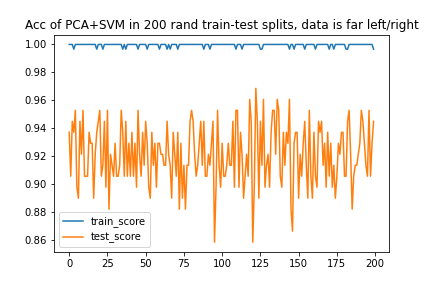 Acc of PCA+SVM in 200 rand train-test splits, data is far left/right
1.00
0.98
0.96
0.94
0.92
0.90
0.88
0.86
train_score
test_score
0 25 50 75 100 125 150 175 200